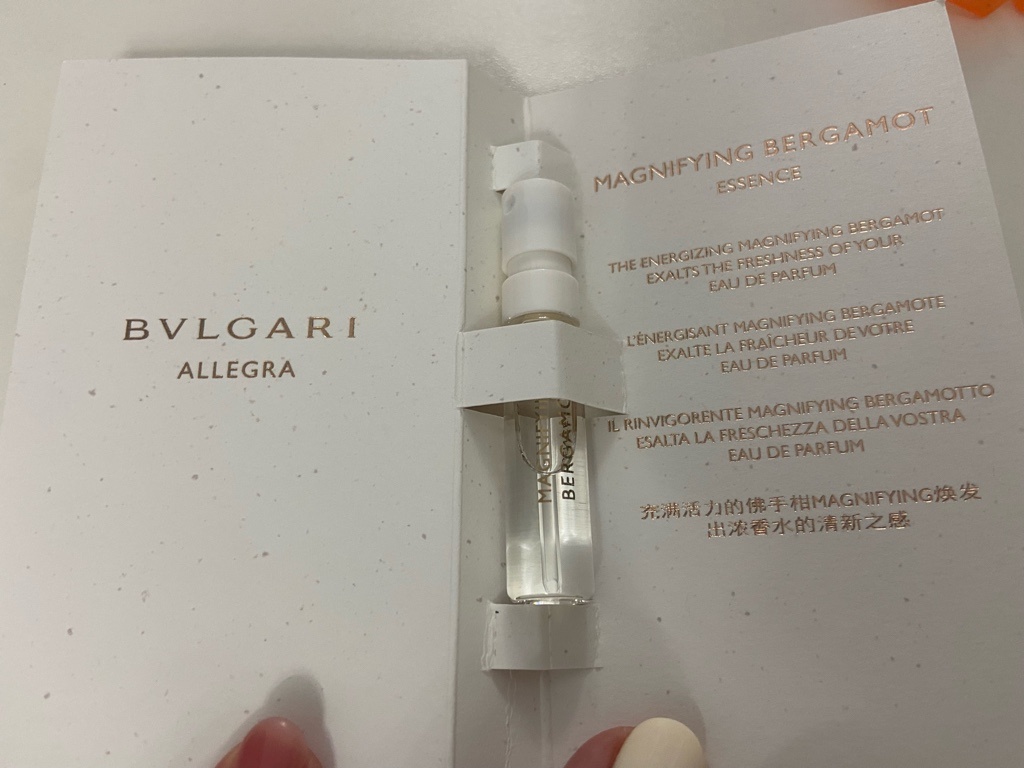 BVLGARI
ALLEGRA
MAGNIFYING BERGAMOT
ESSENCE
THE ENERGIZING MAGNIFYING BERGAMOT
EXALTS THE FRESHNESS OF YOUR
EAU DE PARFUM
L'ÉNERGISANT MAGNIFYING BERGAMOTE
EXALTE LA FRAÎCHEUR DE VOTRE
EAU DE PARFUM
IL RINVIGORENTE MAGNIFYING BERGAMOTTO
ESALTA LA FRESCHEZZA DELLA VOSTRA
EAU DE PARFUM
充满活力的佛手柑MAGNIFYING焕发
出浓香水的清新之感